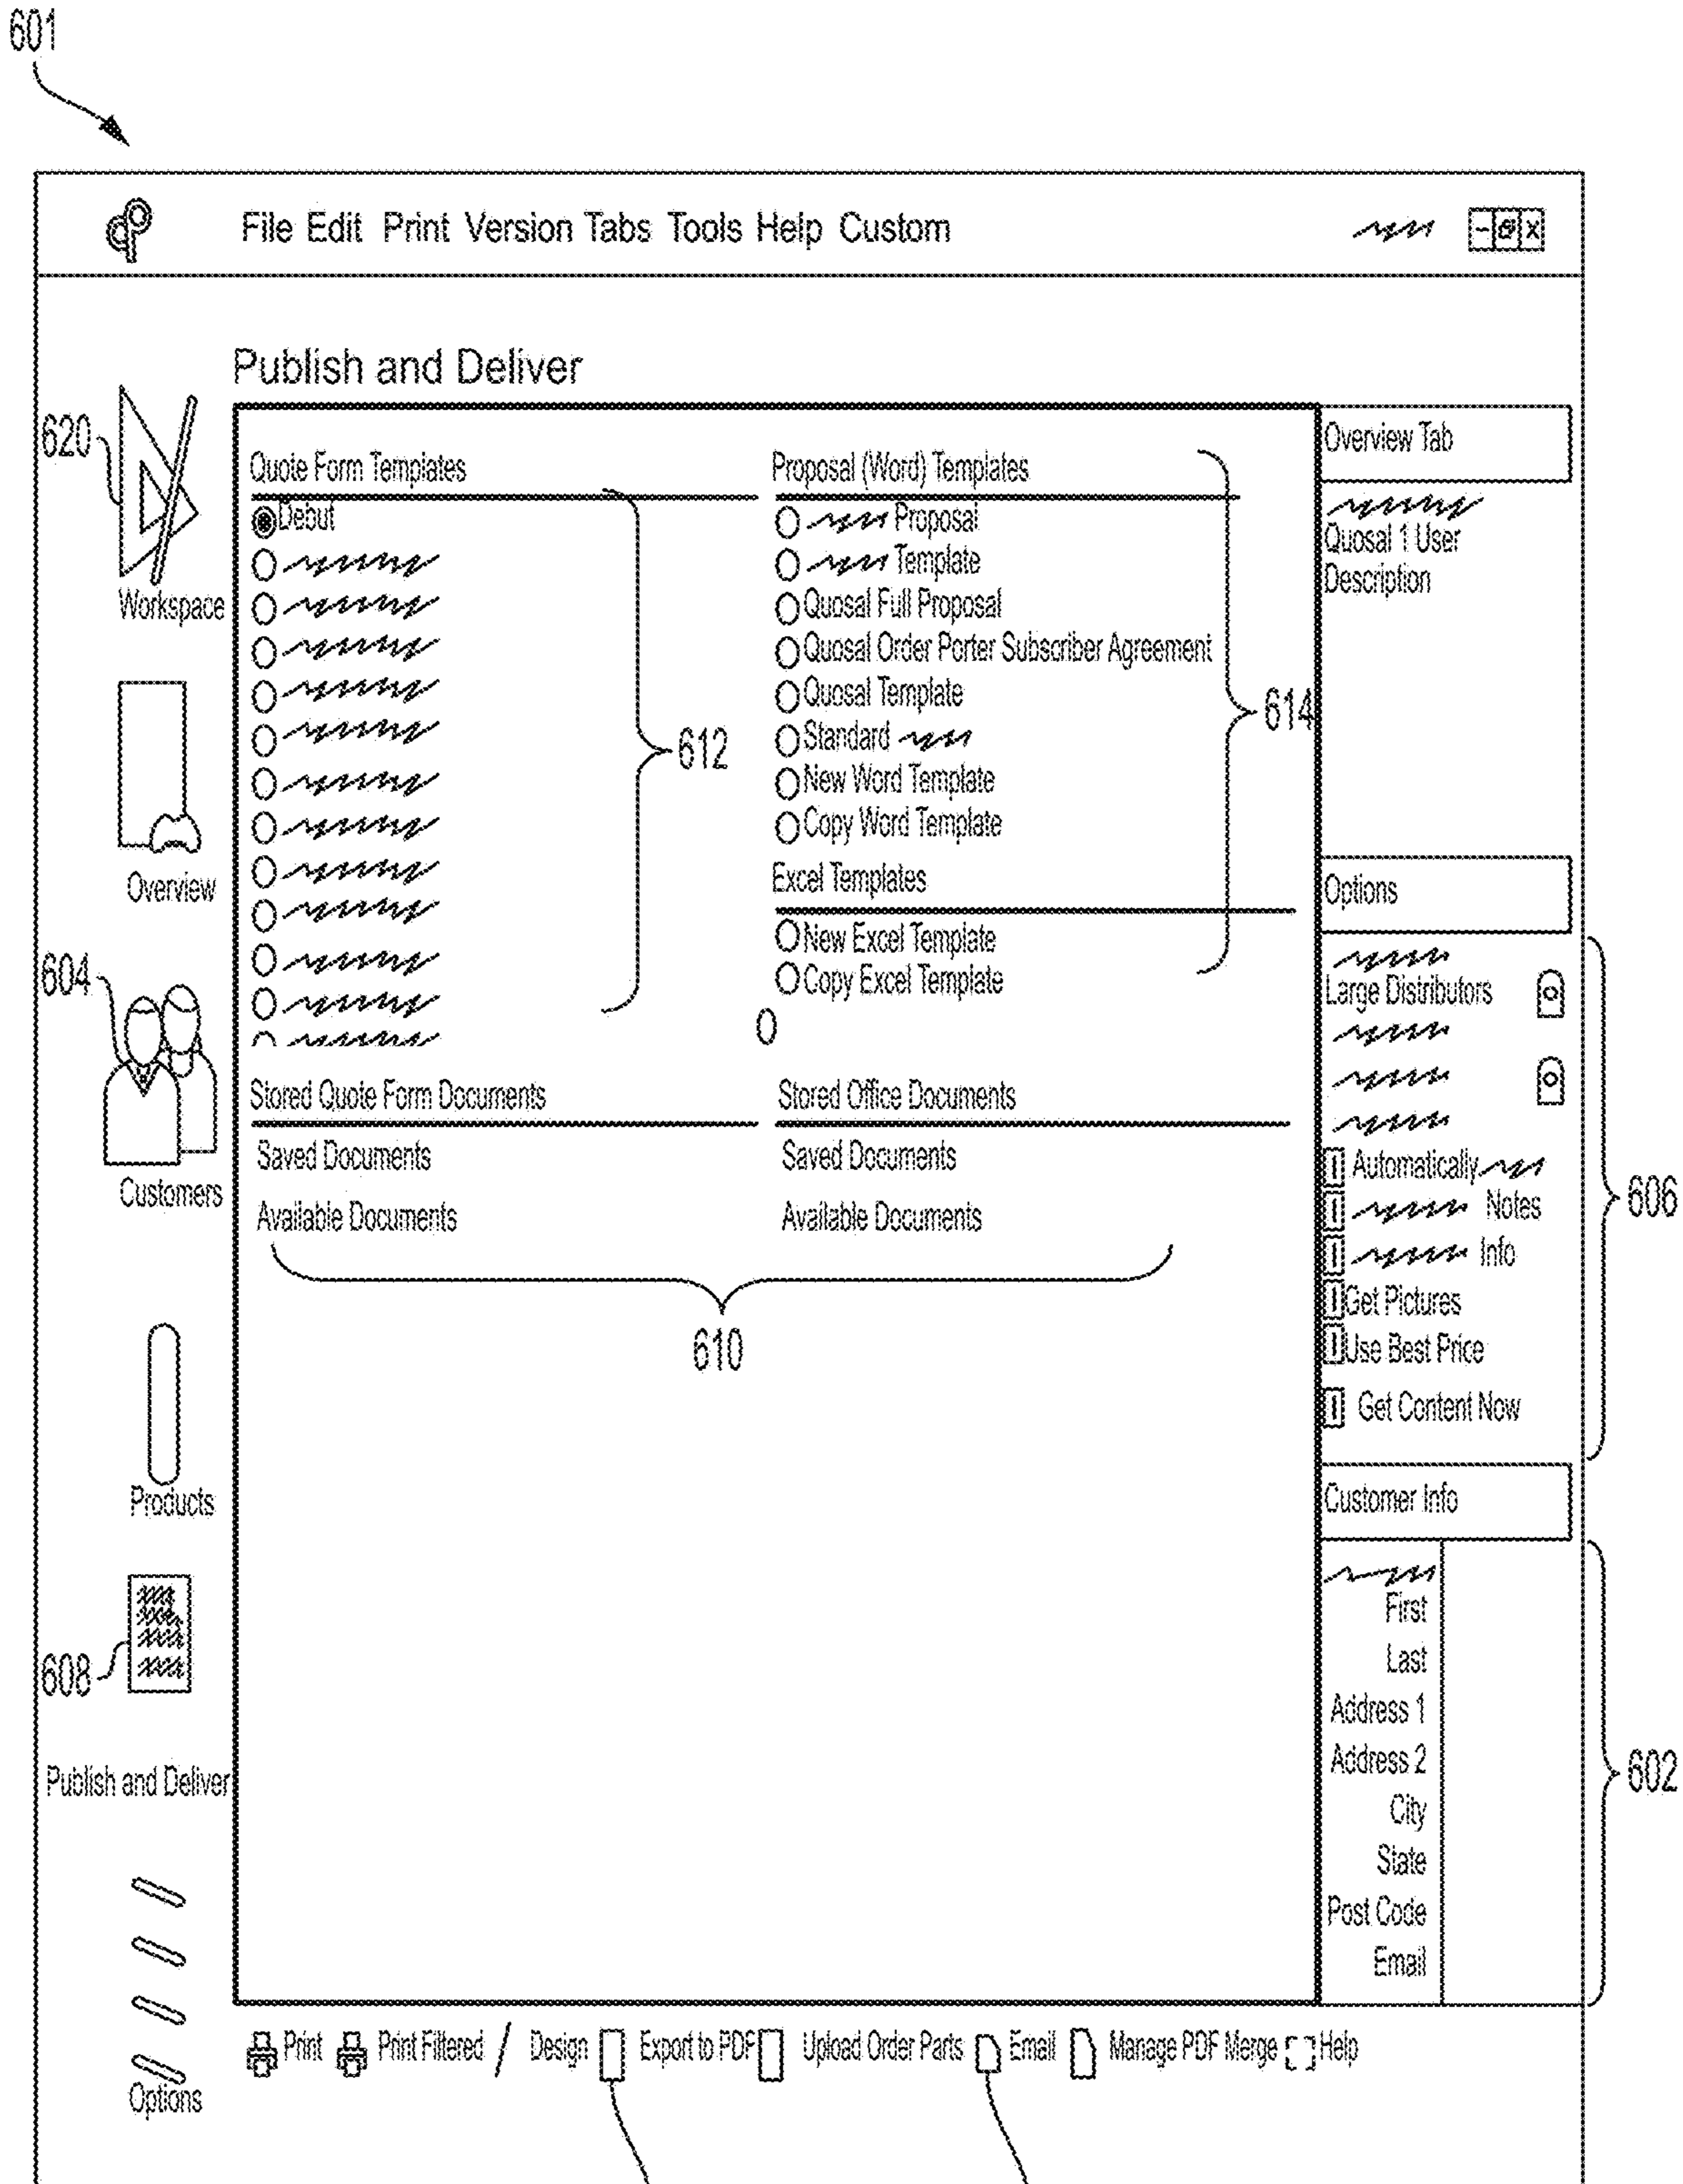 601
File Edit Print Version Tabs Tools Help Custom
Publish and Deliver
620
Workspace
Overview
604
Customers
Products
608
Publish and Deliver
Options
Quote Form Templates
Debut
612
Proposal (Word) Templates
Proposal
Template
Quosal Full Proposal
Quosal Order Porter Subscriber Agreement
Quosal Template
Standard
New Word Template
Copy Word Template
614
Excel Templates
New Excel Template
Copy Excel Template
Stored Quote Form Documents
Saved Documents
Available Documents
Stored Office Documents
Saved Documents
Available Documents
610
Overview Tab
Quosal 1 User
Description
Options
Large Distributors
Automatically
Notes
Info
Get Pictures
Use Best Price
Get Content Now
606
Customer Info
First
Last
Address 1
Address 2
City
State
Post Code
Email
602
Print Print Filtered Design Export to PDF Upload Order Parts Email Manage PDF Merge Help